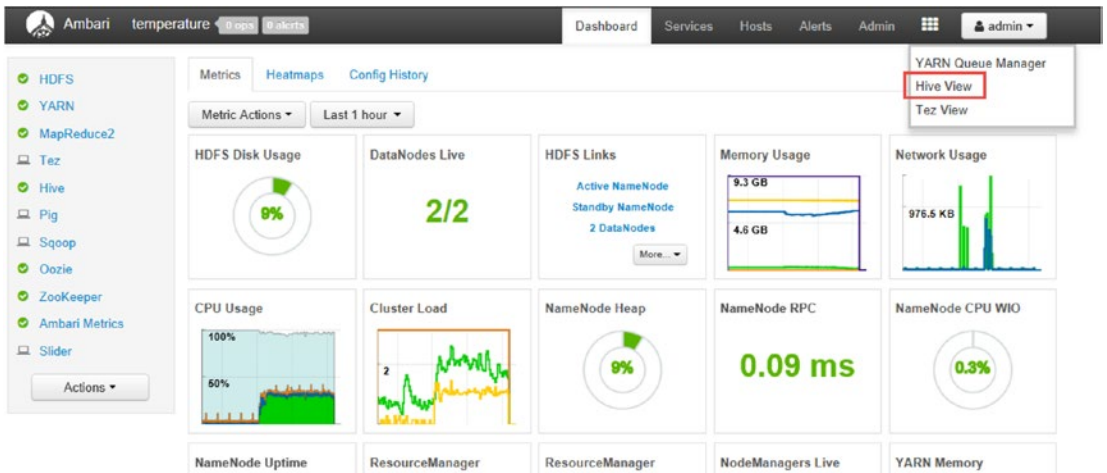 Ambari temperature 0 ops 0 alerts Dashboard Services Hosts Alerts Admin admin
YARN Queue Manager
Hive View
Tez View
HDFS
YARN
MapReduce2
Tez
Hive
Pig
Sqoop
Oozie
ZooKeeper
Ambari Metrics
Slider
Actions
Metrics Heatmaps Config History
Metric Actions Last 1 hour
HDFS Disk Usage
9%
DataNodes Live
2/2
HDFS Links
Active NameNode
Standby NameNode
2 DataNodes
More...
Memory Usage
9.3 GB
4.6 GB
Network Usage
976.5 KB
CPU Usage
100%
50%
Cluster Load
2
NameNode Heap
9%
NameNode RPC
0.09 ms
NameNode CPU WIO
0.3%
NameNode Uptime
ResourceManager
ResourceManager
NodeManagers Live
YARN Memory